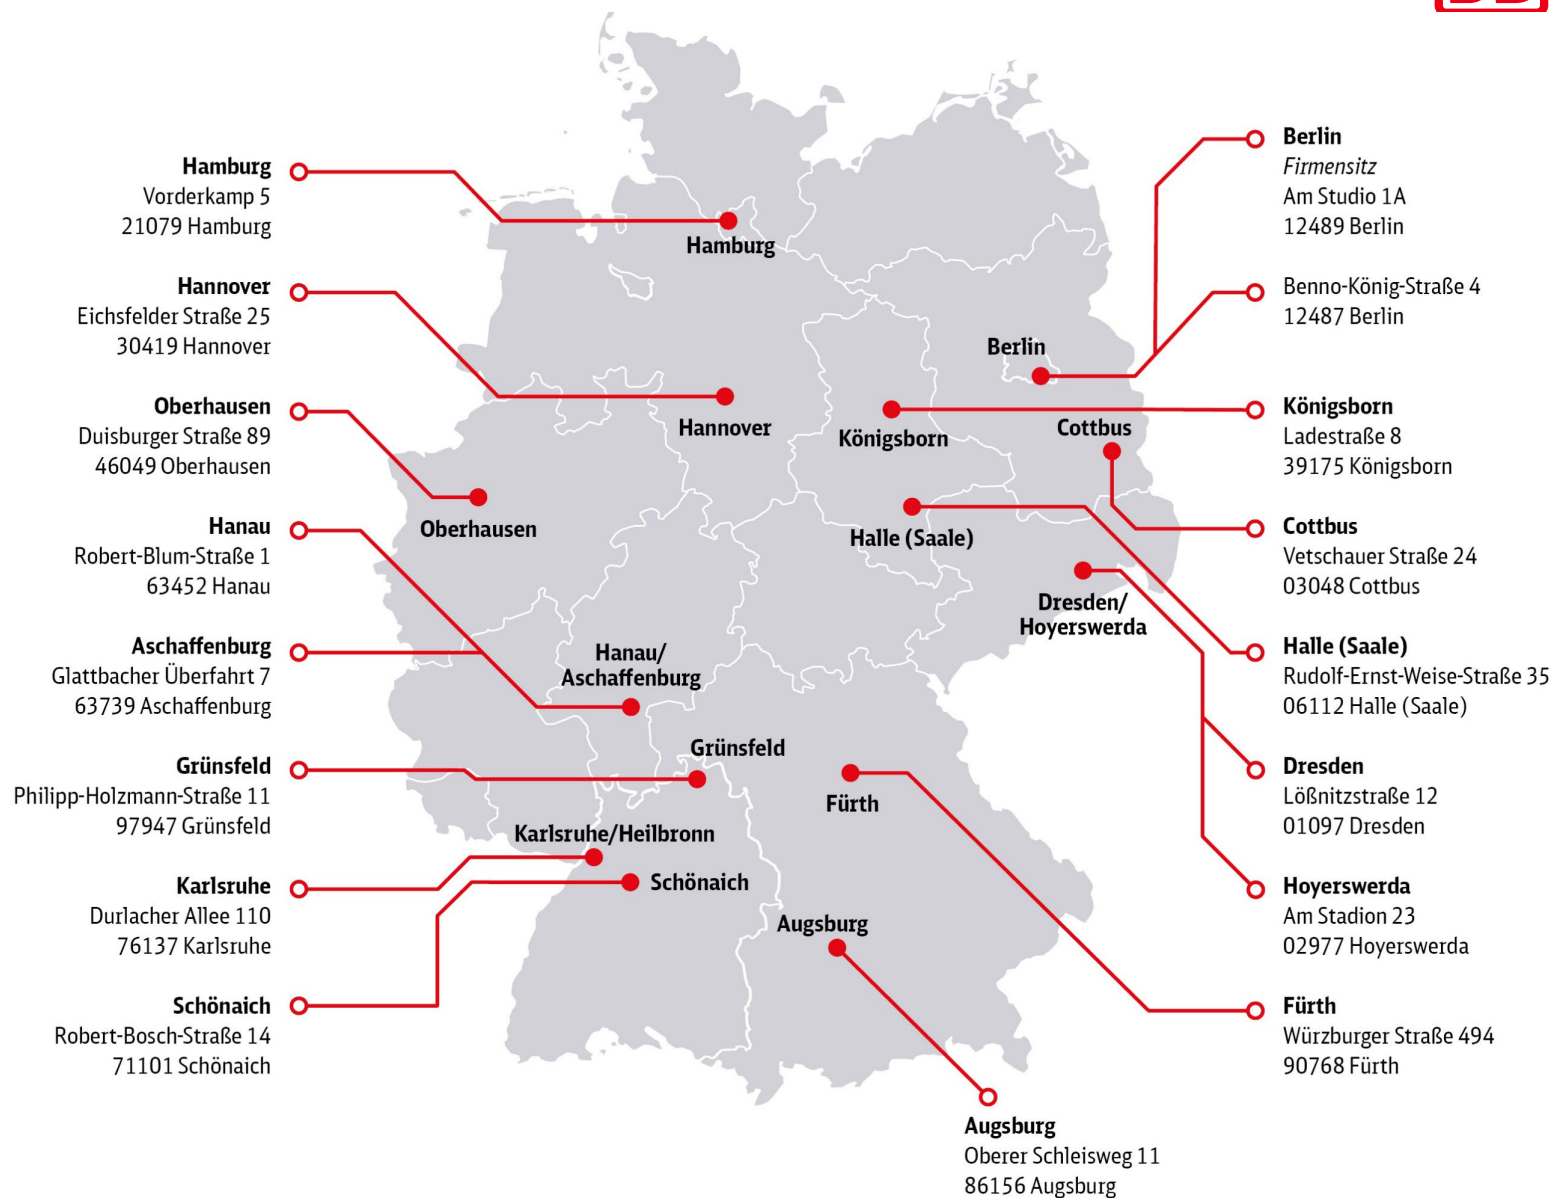 Hamburg
Vorderkamp 5
21079 Hamburg
Hannover
Eichsfelder Straße 25
30419 Hannover
Oberhausen
Duisburger Straße 89
46049 Oberhausen
Hanau
Robert-Blum-Straße 1
63452 Hanau
Aschaffenburg
Glattbacher Überfahrt 7
63739 Aschaffenburg
Grünsfeld
Philipp-Holzmann-Straße 11
97947 Grünsfeld
Karlsruhe
Durlacher Allee 110
76137 Karlsruhe
Schönaich
Robert-Bosch-Straße 14
71101 Schönaich
Hamburg
Berlin
Hannover
Königsborn
Cottbus
Oberhausen
Halle (Saale)
Dresden/
Hoyerswerda
Hanau/
Aschaffenburg
Grünsfeld
Fürth
Karlsruhe/Heilbronn
Schönaich
Augsburg
Berlin
Firmensitz
Am Studio 1A
12489 Berlin
Benno-König-Straße 4
12487 Berlin
Königsborn
Ladestraße 8
39175 Königsborn
Cottbus
Vetschauer Straße 24
03048 Cottbus
Halle (Saale)
Rudolf-Ernst-Weise-Straße 35
06112 Halle (Saale)
Dresden
Lößnitzstraße 12
01097 Dresden
Hoyerswerda
Am Stadion 23
02977 Hoyerswerda
Fürth
Würzburger Straße 494
90768 Fürth
Augsburg
Oberer Schleisweg 11
86156 Augsburg